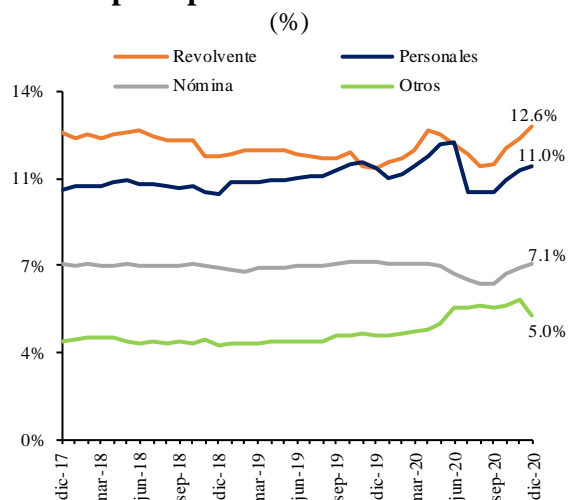 (%)
Revolvente
Personales
Nómina
Otros
14%
11%
7%
4%
0%
12.6%
11.0%
7.1%
5.0%
dic- 17
mar- 18
jun- 18
sep- 18
dic- 18
mar- 19
jun- 19
sep- 19
dic- 19
mar- 20
jun- 20
sep- 20
dic- 20